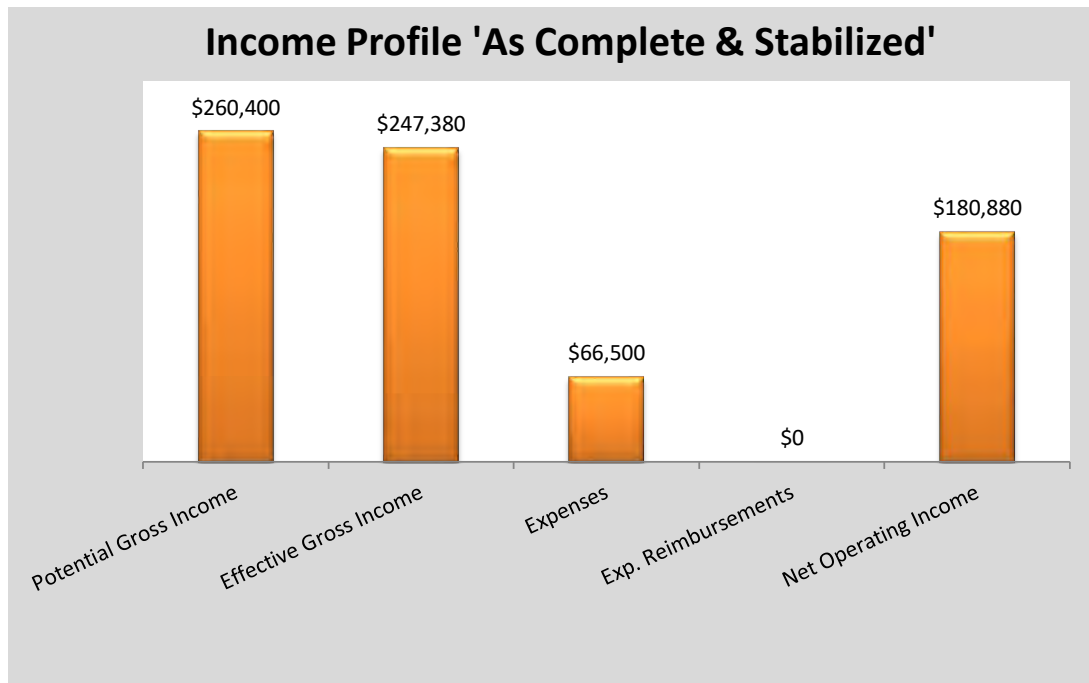 Income Profile 'As Complete & Stabilized'
$260,400
$247,380
$66,500
$0
$180,880
Potential Gross Income
Effective Gross Income
Expenses
Exp. Reimbursements
Net Operating Income